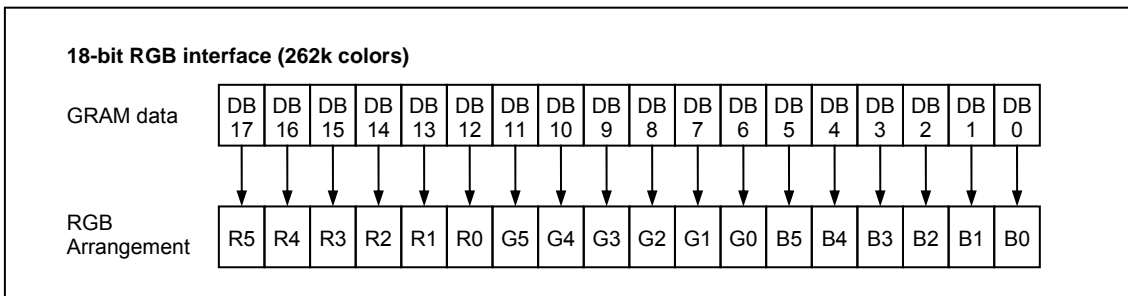 18-bit RGB interface (262k colors)
GRAM data
DB 17 DB 16 DB 15 DB 14 DB 13 DB 12 DB 11 DB 10 DB 9 DB 8 DB 7 DB 6 DB 5 DB 4 DB 3 DB 2 DB 1 DB 0
RGB
Arrangement
R5 R4 R3 R2 R1 R0 G5 G4 G3 G2 G1 G0 B5 B4 B3 B2 B1 B0